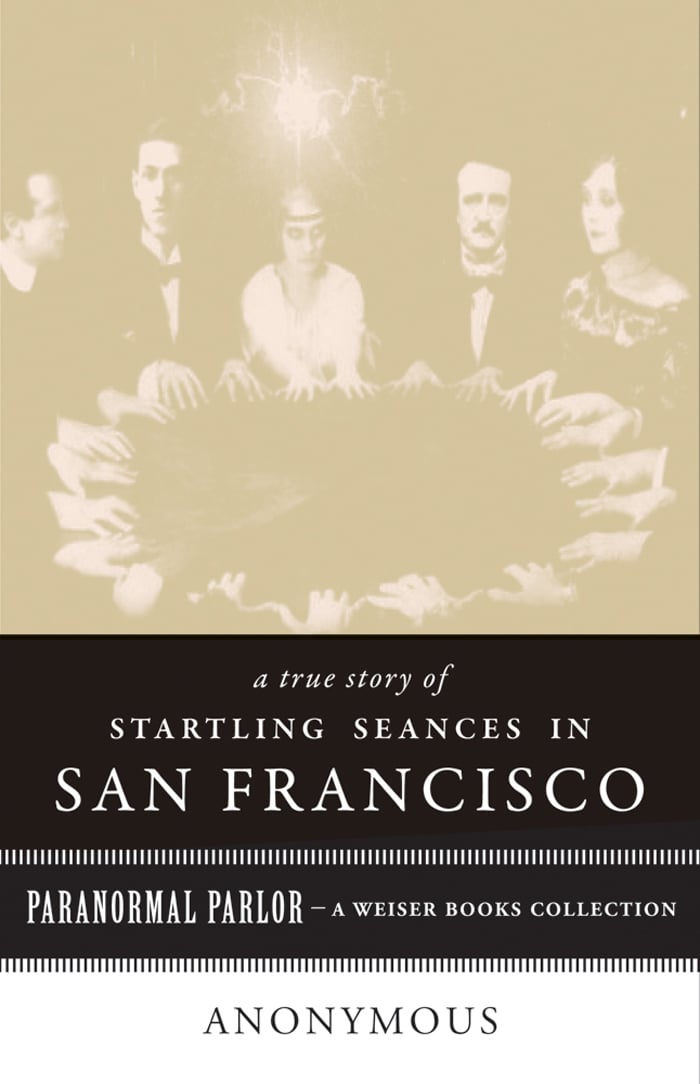 a true story of
STARTLING SEANCES IN
SAN FRANCISCO
PARANORMAL PARLOR – A WEISER BOOKS COLLECTION
ANONYMOUS